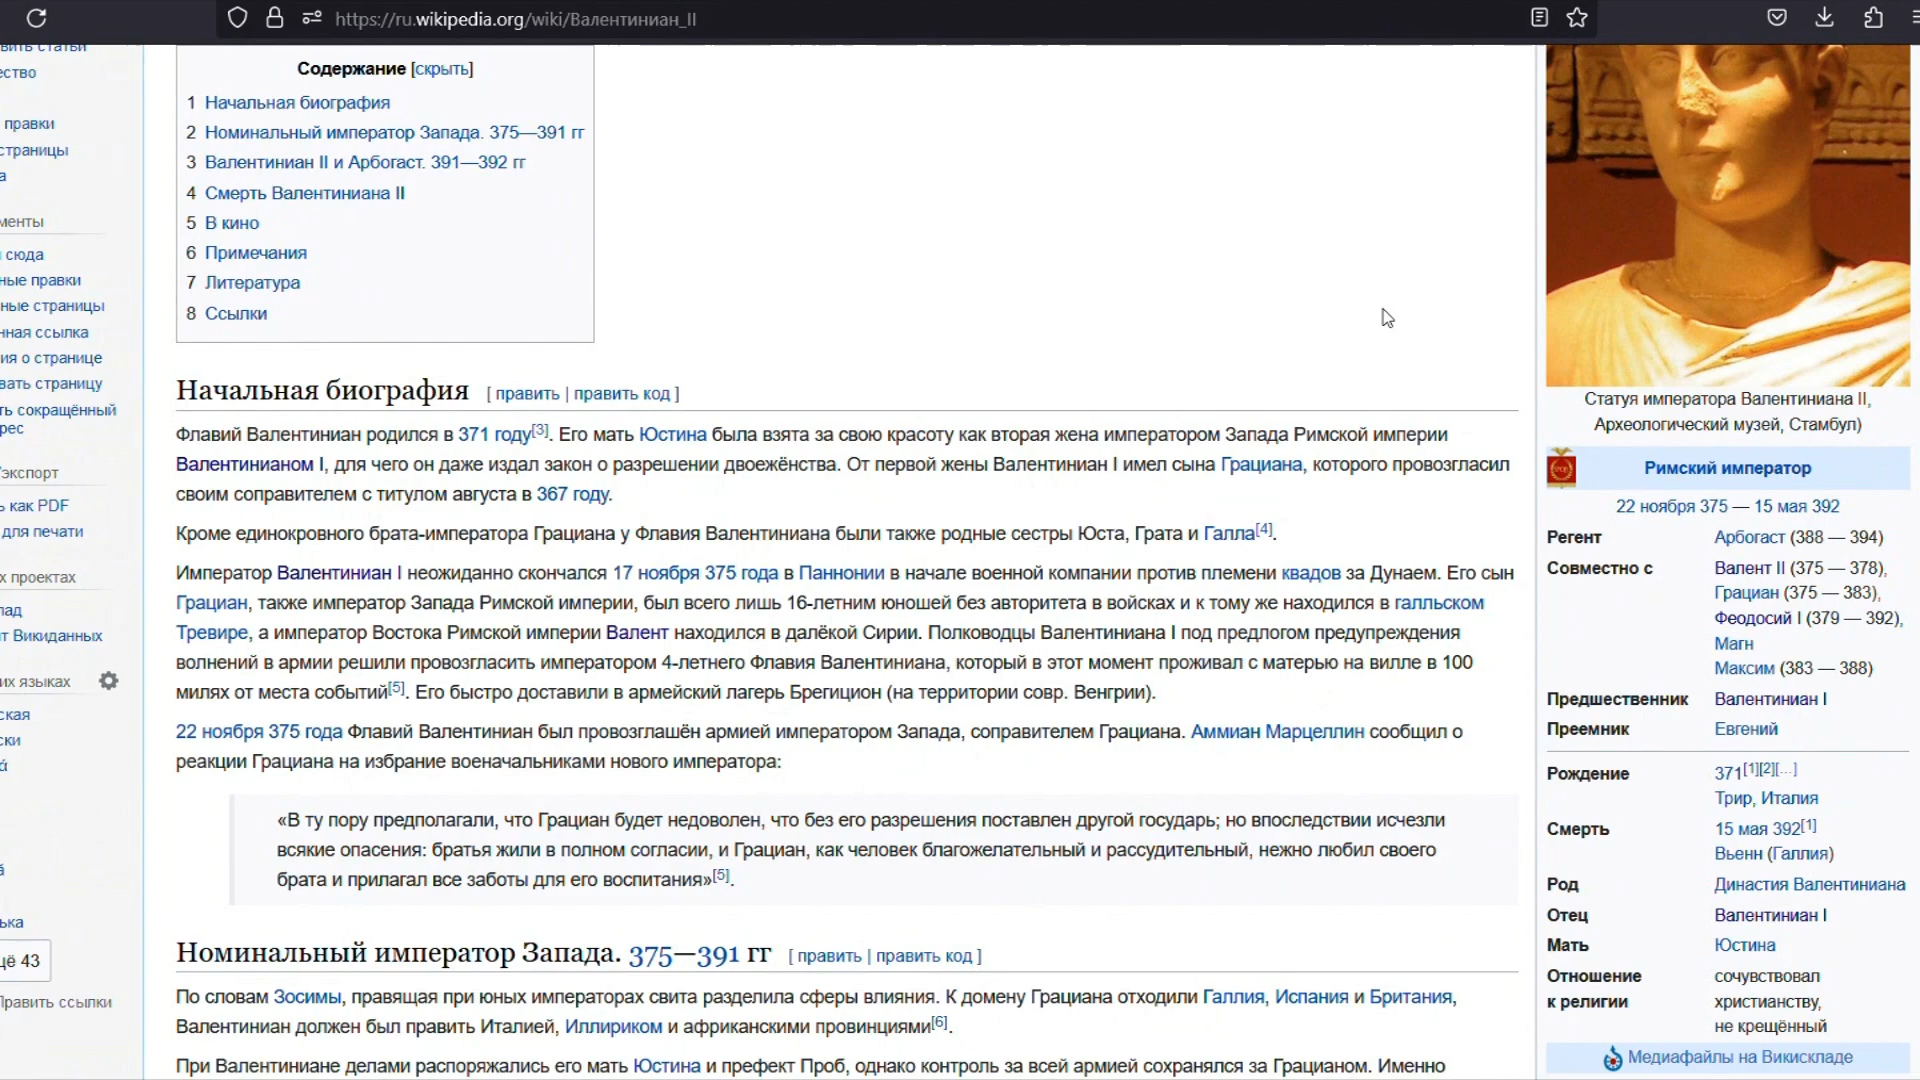 https://ru.wikipedia.org/wiki/Валентиниан_II
вить статьи
ество
правки
страницы
а
менты
сюда
ные правки
ные страницы
нная ссылка
ия о странице
вать страницу
ть сокращённый
рес
/экспорт
ь как PDF
для печати
х проектах
лад
т Викиданных
их языках
ская
ски
ά
ька
щё 43
Править ссылки
Содержание [скрыть]
1 Начальная биография
2 Номинальный император Запада. 375—391 гг
3 Валентиниан II и Арбогаст. 391—392 гг
4 Смерть Валентиниана II
5 В кино
6 Примечания
7 Литература
8 Ссылки
Начальная биография [ править | править код ]
Флавий Валентиниан родился в 371 году[3]. Его мать Юстина была взята за свою красоту как вторая жена императором Запада Римской империи
Валентинианом I, для чего он даже издал закон о разрешении двоежёнства. От первой жены Валентиниан I имел сына Грациана, которого провозгласил
своим соправителем с титулом августа в 367 году.
Кроме единокровного брата-императора Грациана у Флавия Валентиниана были также родные сестры Юста, Грата и Галла[4].
Император Валентиниан I неожиданно скончался 17 ноября 375 года в Паннонии в начале военной компании против племени квадов за Дунаем. Его сын
Грациан, также император Запада Римской империи, был всего лишь 16-летним юношей без авторитета в войсках и к тому же находился в галльском
Тревире, а император Востока Римской империи Валент находился в далёкой Сирии. Полководцы Валентиниана I под предлогом предупреждения
волнений в армии решили провозгласить императором 4-летнего Флавия Валентиниана, который в этот момент проживал с матерью на вилле в 100
милях от места событий[5]. Его быстро доставили в армейский лагерь Брегицион (на территории совр. Венгрии).
22 ноября 375 года Флавий Валентиниан был провозглашён армией императором Запада, соправителем Грациана. Аммиан Марцеллин сообщил о
реакции Грациана на избрание военачальниками нового императора:
«В ту пору предполагали, что Грациан будет недоволен, что без его разрешения поставлен другой государь; но впоследствии исчезли
всякие опасения: братья жили в полном согласии, и Грациан, как человек благожелательный и рассудительный, нежно любил своего
брата и прилагал все заботы для его воспитания»[5].
Номинальный император Запада. 375—391 гг [ править | править код ]
По словам Зосимы, правящая при юных императорах свита разделила сферы влияния. К домену Грациана отходили Галлия, Испания и Британия,
Валентиниан должен был править Италией, Иллириком и африканскими провинциями[6].
При Валентиниане делами распоряжались его мать Юстина и префект Проб, однако контроль за всей армией сохранялся за Грацианом. Именно
Статуя императора Валентиниана II,
Археологический музей, Стамбул)
Римский император
22 ноября 375 — 15 мая 392
Регент Арбогаст (388 — 394)
Совместно с Валент II (375 — 378),
Грациан (375 — 383),
Феодосий I (379 — 392),
Магн
Максим (383 — 388)
Предшественник Валентиниан I
Преемник Евгений
Рождение 371[1][2][…]
Трир, Италия
Смерть 15 мая 392[1]
Вьенн (Галлия)
Род Династия Валентиниана
Отец Валентиниан I
Мать Юстина
Отношение сочувствовал
к религии христианству,
не крещённый
Медиафайлы на Викискладе